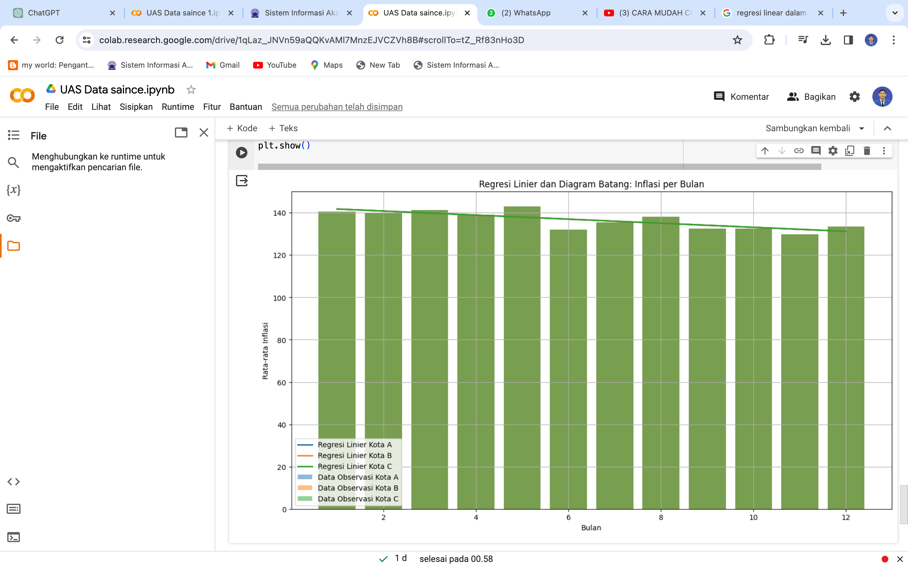 ChatGPT
UAS Data saince 1.ip
Sistem Informasi Aka
UAS Data saince.ipy
(2) WhatsApp
(3) CARA MUDAH C
regresi linear dalam
colab.research.google.com/drive/1qLaz_JNVn59aQQKvAMl7MnzEJVCZVh8B#scrollTo=tZ_Rf83nHo3D
my world: Pengant...
Sistem Informasi A...
Gmail
YouTube
Maps
New Tab
Sistem Informasi A...
UAS Data saince.ipynb
File Edit Lihat Sisipkan Runtime Fitur Bantuan Semua perubahan telah disimpan
Komentar
Bagikan
File
Menghubungkan ke runtime untuk
mengaktifkan pencarian file.
{x}
+ Kode + Teks
Sambungkan kembali
plt.show()
Regresi Linier dan Diagram Batang: Inflasi per Bulan
Rata-rata Inflasi
140
120
100
80
60
40
20
0
Regresi Linier Kota A
Regresi Linier Kota B
Regresi Linier Kota C
Data Observasi Kota A
Data Observasi Kota B
Data Observasi Kota C
2 4 6 8 10 12
Bulan
1 d selesai pada 00.58